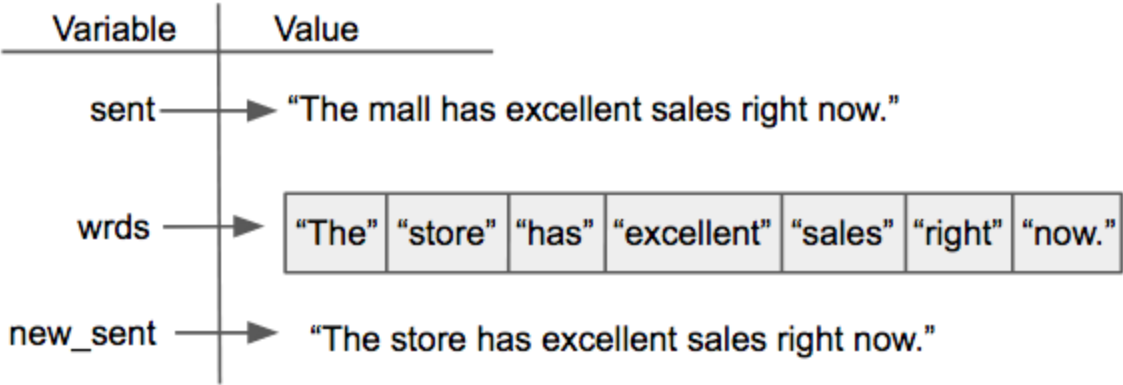 Variable Value
sent “The mall has excellent sales right now.”
wrds “The” “store” “has” “excellent” “sales” “right” “now.”
new_sent “The store has excellent sales right now.”